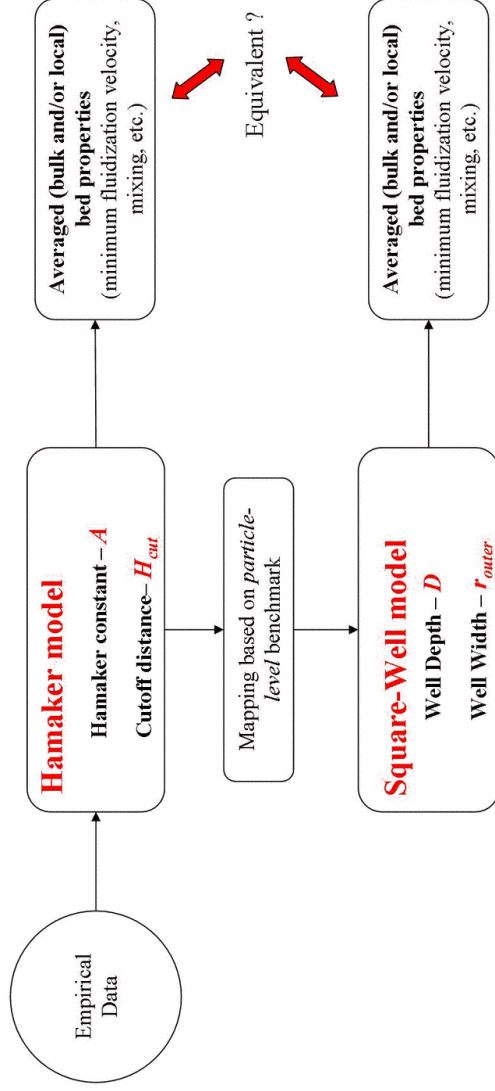 Empirical
Data
Hamaker model
Hamaker constant – A
Cutoff distance– H_cut
Averaged (bulk and/or local)
bed properties
(minimum fluidization velocity,
mixing, etc.)
Mapping based on particle-
level benchmark
Equivalent ?
Square-Well model
Well Depth – D
Well Width – r_outer
Averaged (bulk and/or local)
bed properties
(minimum fluidization velocity,
mixing, etc.)